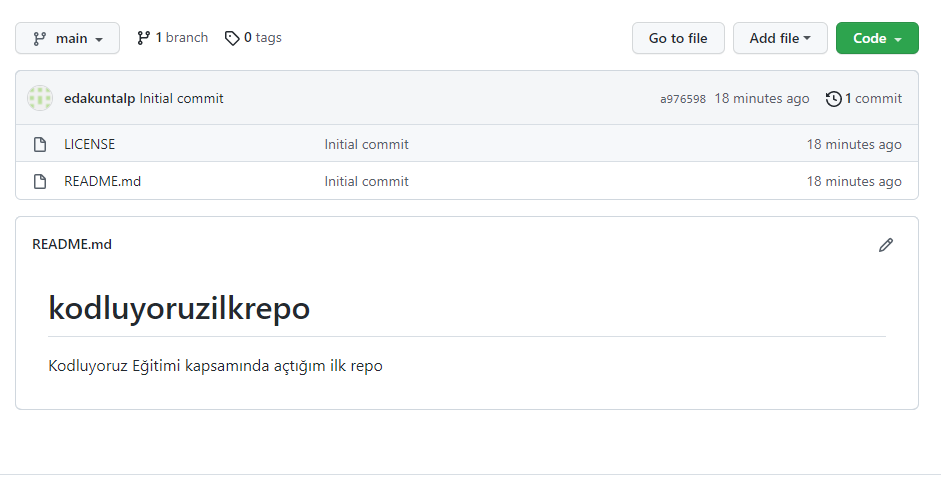 main 1 branch 0 tags Go to file Add file Code
edakuntalp Initial commit a976598 18 minutes ago 1 commit
LICENSE Initial commit 18 minutes ago
README.md Initial commit 18 minutes ago
README.md
kodluyoruzilkrepo
Kodluyoruz Eğitimi kapsamında açtığım ilk repo